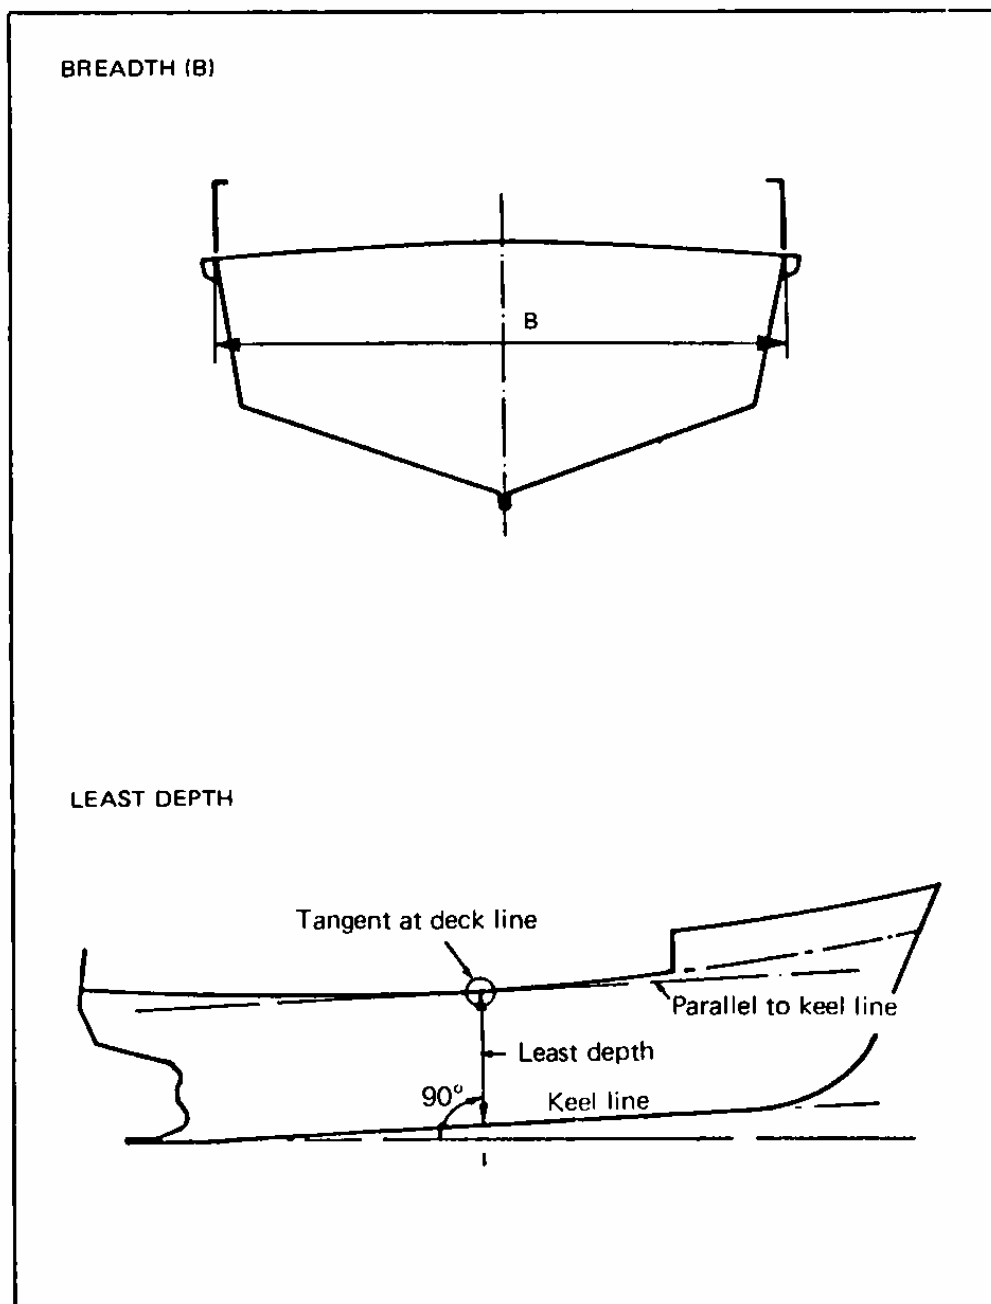 BREADTH (B)
B
LEAST DEPTH
Tangent at deck line
Parallel to keel line
Least depth
90°
Keel line